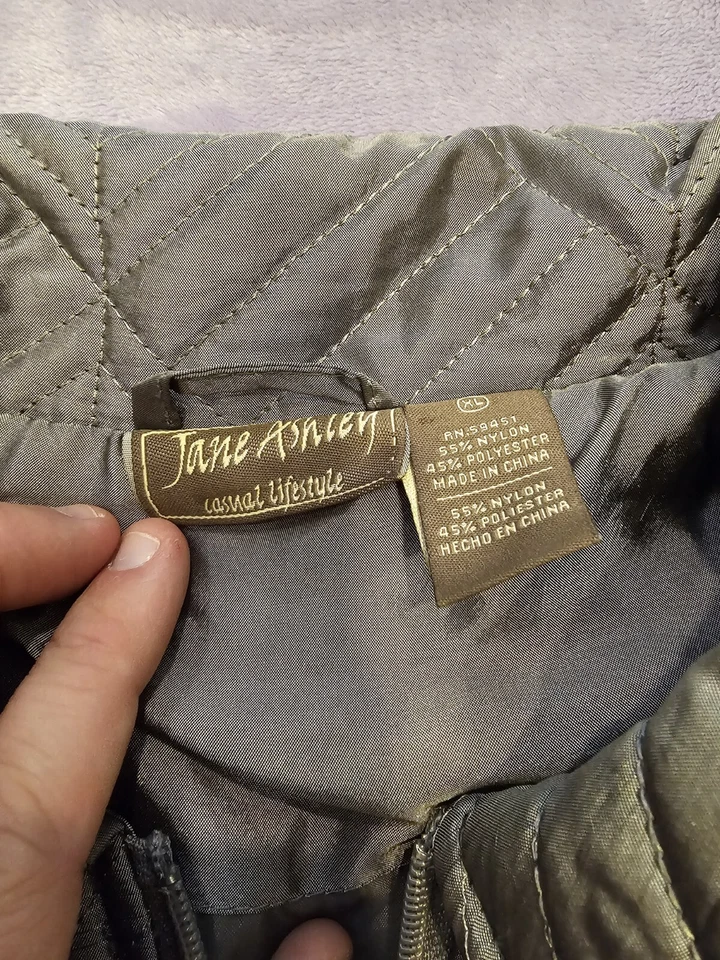 Jane Ashley
casual lifestyle
XL
RN.59451
55% NYLON
45% POLYESTER
MADE IN CHINA
55% NYLON
45% POLIESTER
HECHO EN CHINA